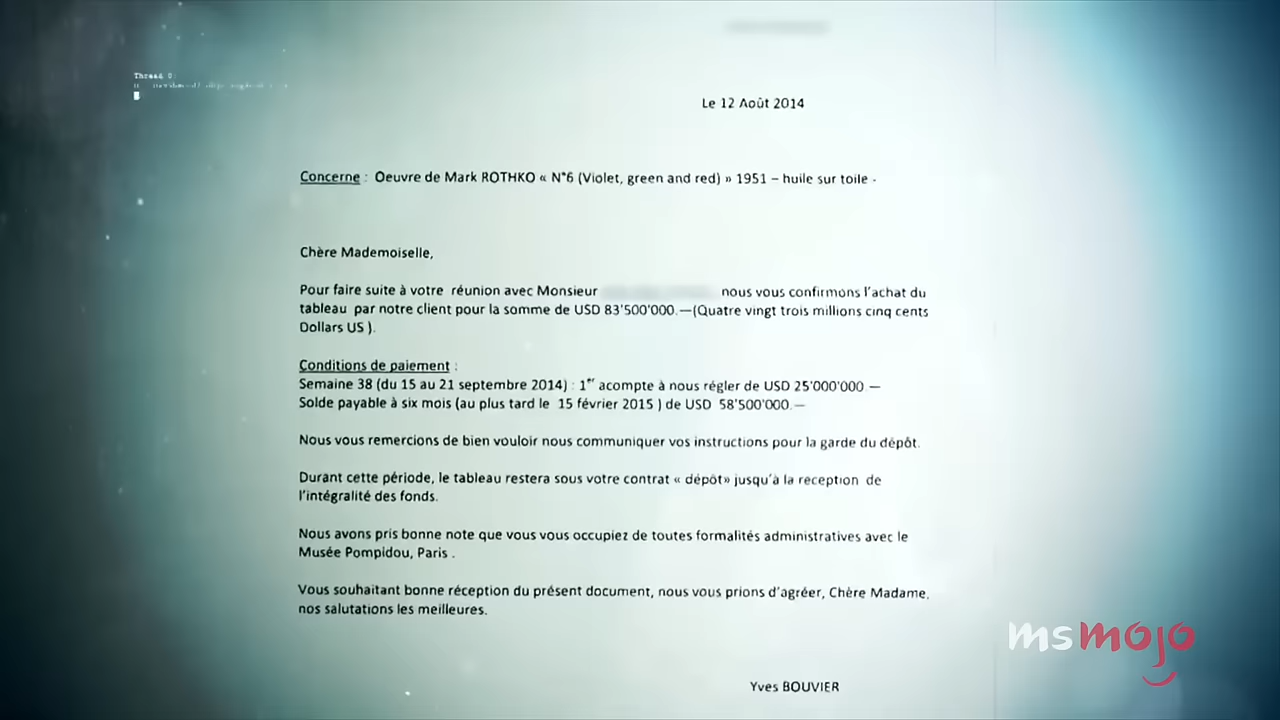 Thread 0:
Le 12 Août 2014
Concerne : Oeuvre de Mark ROTHKO « N°6 (Violet, green and red) » 1951 – huile sur toile -
Chère Mademoiselle,
Pour faire suite à votre réunion avec Monsieur nous vous confirmons l'achat du
tableau par notre client pour la somme de USD 83'500'000.—(Quatre vingt trois millions cinq cents
Dollars US ).
Conditions de paiement :
Semaine 38 (du 15 au 21 septembre 2014) : 1er acompte à nous régler de USD 25'000'000 —
Solde payable à six mois (au plus tard le 15 février 2015 ) de USD 58'500'000.—
Nous vous remercions de bien vouloir nous communiquer vos instructions pour la garde du dépôt.
Durant cette période, le tableau restera sous votre contrat « dépôt» jusqu'à la reception de
l'intégralité des fonds.
Nous avons pris bonne note que vous vous occupiez de toutes formalités administratives avec le
Musée Pompidou, Paris .
Vous souhaitant bonne réception du présent document, nous vous prions d'agréer, Chère Madame,
nos salutations les meilleures.
msmojo
Yves BOUVIER